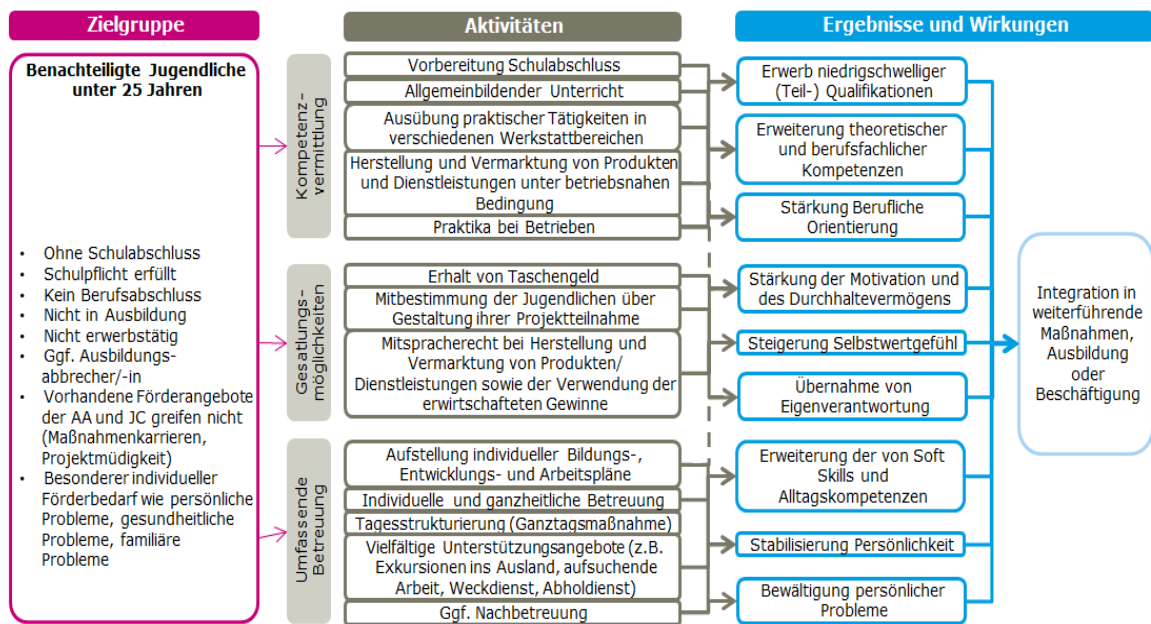 Zielgruppe
Benachteiligte Jugendliche
unter 25 Jahren
• Ohne Schulabschluss
• Schulpflicht erfüllt
• Kein Berufsabschluss
• Nicht in Ausbildung
• Nicht erwerbstätig
• Ggf. Ausbildungs-
abbrecher/-in
• Vorhandene Förderangebote
der AA und JC greifen nicht
(Maßnahmenkarrieren,
Projektmüdigkeit)
• Besonderer individueller
Förderbedarf wie persönliche
Probleme, gesundheitliche
Probleme, familiäre
Probleme
Aktivitäten
Kompetenz-
vermittlung
Vorbereitung Schulabschluss
Allgemeinbildender Unterricht
Ausübung praktischer Tätigkeiten in
verschiedenen Werkstattbereichen
Herstellung und Vermarktung von Produkten
und Dienstleistungen unter betriebsnahen
Bedingung
Praktika bei Betrieben
Gesatlungs-
möglichkeiten
Erhalt von Taschengeld
Mitbestimmung der Jugendlichen über
Gestaltung ihrer Projektteilnahme
Mitspracherecht bei Herstellung und
Vermarktung von Produkten/
Dienstleistungen sowie der Verwendung der
erwirtschafteten Gewinne
Umfassende
Betreuung
Aufstellung individueller Bildungs-,
Entwicklungs- und Arbeitspläne
Individuelle und ganzheitliche Betreuung
Tagesstrukturierung (Ganztagsmaßnahme)
Vielfältige Unterstützungsangebote (z.B.
Exkursionen ins Ausland, aufsuchende
Arbeit, Weckdienst, Abholdienst)
Ggf. Nachbetreuung
Ergebnisse und Wirkungen
Erwerb niedrigschwelliger
(Teil-) Qualifikationen
Erweiterung theoretischer
und berufsfachlicher
Kompetenzen
Stärkung Berufliche
Orientierung
Stärkung der Motivation und
des Durchhaltevermögens
Steigerung Selbstwertgefühl
Übernahme von
Eigenverantwortung
Erweiterung der von Soft
Skills und
Alltagskompetenzen
Stabilisierung Persönlichkeit
Bewältigung persönlicher
Probleme
Integration in
weiterführende
Maßnahmen,
Ausbildung
oder
Beschäftigung